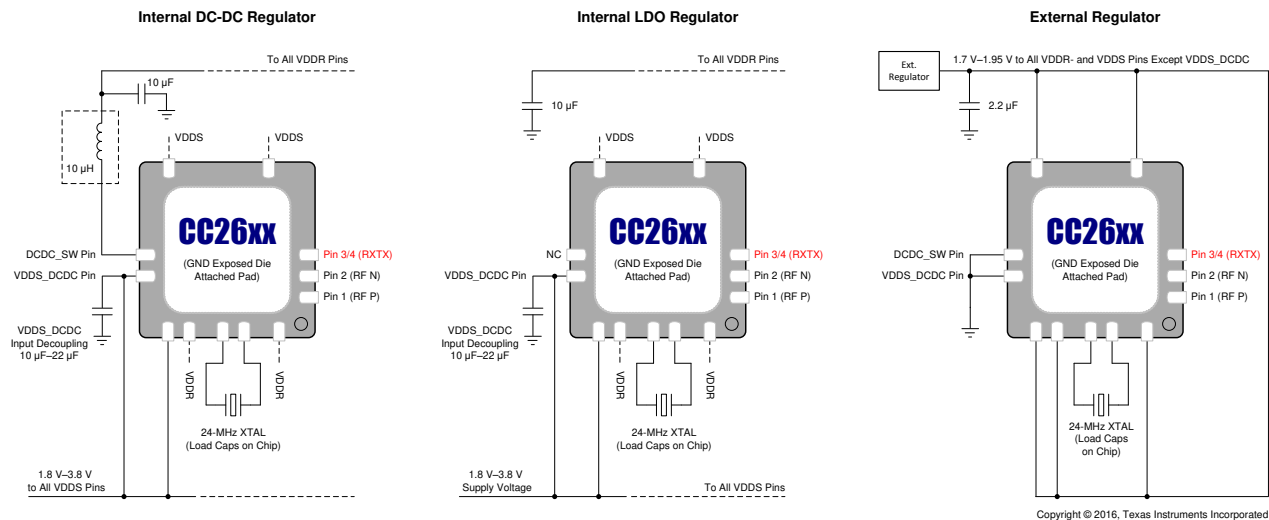 Internal DC-DC Regulator
To All VDDR Pins
10 µF
10 µH
VDDS
VDDS
CC26xx
(GND Exposed Die
Attached Pad)
DCDC_SW Pin
VDDS_DCDC Pin
Pin 3/4 (RXTX)
Pin 2 (RF N)
Pin 1 (RF P)
VDDS_DCDC
Input Decoupling
10 µF–22 µF
VDDR
VDDR
24-MHz XTAL
(Load Caps on Chip)
1.8 V–3.8 V
to All VDDS Pins
Internal LDO Regulator
To All VDDR Pins
10 µF
VDDS
VDDS
CC26xx
(GND Exposed Die
Attached Pad)
NC
VDDS_DCDC Pin
Pin 3/4 (RXTX)
Pin 2 (RF N)
Pin 1 (RF P)
VDDS_DCDC
Input Decoupling
10 µF–22 µF
VDDR
VDDR
24-MHz XTAL
(Load Caps on Chip)
1.8 V–3.8 V
Supply Voltage
To All VDDS Pins
External Regulator
Ext.
Regulator
1.7 V–1.95 V to All VDDR- and VDDS Pins Except VDDS_DCDC
2.2 µF
CC26xx
(GND Exposed Die
Attached Pad)
DCDC_SW Pin
VDDS_DCDC Pin
Pin 3/4 (RXTX)
Pin 2 (RF N)
Pin 1 (RF P)
24-MHz XTAL
(Load Caps
on Chip)
Copyright © 2016, Texas Instruments Incorporated